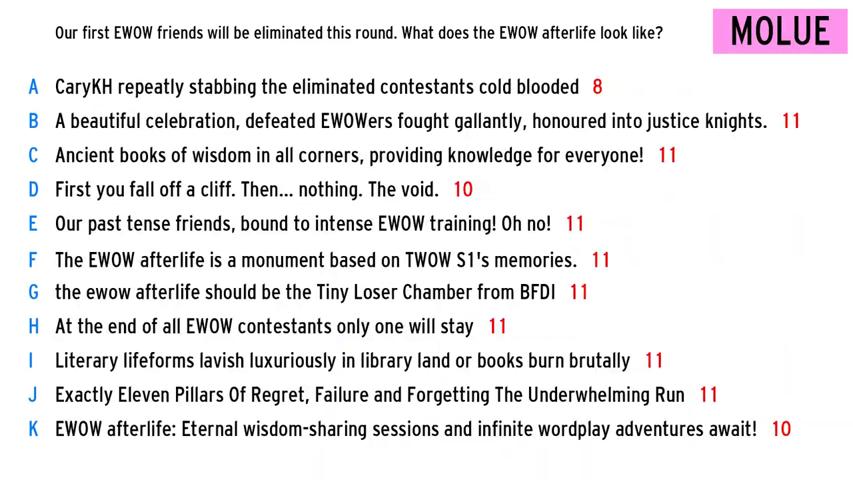 Our first EWOW friends will be eliminated this round. What does the EWOW afterlife look like?
MOLUE
A CaryKH repeatly stabbing the eliminated contestants cold blooded 8
B A beautiful celebration, defeated EWOWers fought gallantly, honoured into justice knights. 11
C Ancient books of wisdom in all corners, providing knowledge for everyone! 11
D First you fall off a cliff. Then... nothing. The void. 10
E Our past tense friends, bound to intense EWOW training! Oh no! 11
F The EWOW afterlife is a monument based on TWOW S1's memories. 11
G the ewow afterlife should be the Tiny Loser Chamber from BFDI 11
H At the end of all EWOW contestants only one will stay 11
I Literary lifeforms lavish luxuriously in library land or books burn brutally 11
J Exactly Eleven Pillars Of Regret, Failure and Forgetting The Underwhelming Run 11
K EWOW afterlife: Eternal wisdom-sharing sessions and infinite wordplay adventures await! 10